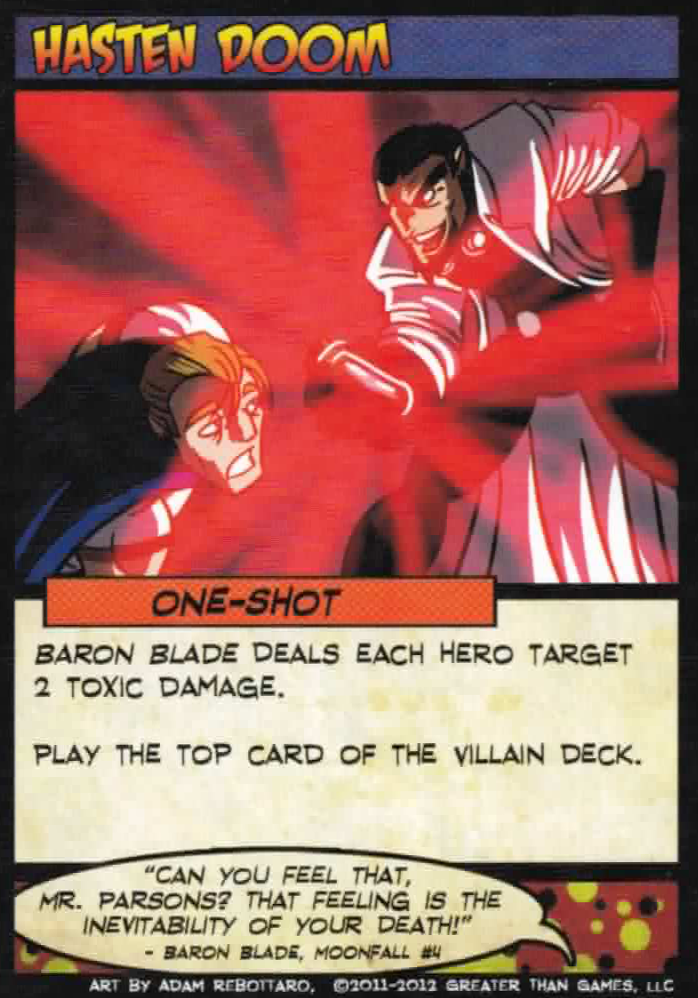 HASTEN DOOM
ONE-SHOT
BARON BLADE DEALS EACH HERO TARGET
2 TOXIC DAMAGE.
PLAY THE TOP CARD OF THE VILLAIN DECK.
"CAN YOU FEEL THAT,
MR. PARSONS? THAT FEELING IS THE
INEVITABILITY OF YOUR DEATH!"
- BARON BLADE, MOONFALL #4
ART BY ADAM REBOTTARO, ©2011-2012 GREATER THAN GAMES, LLC